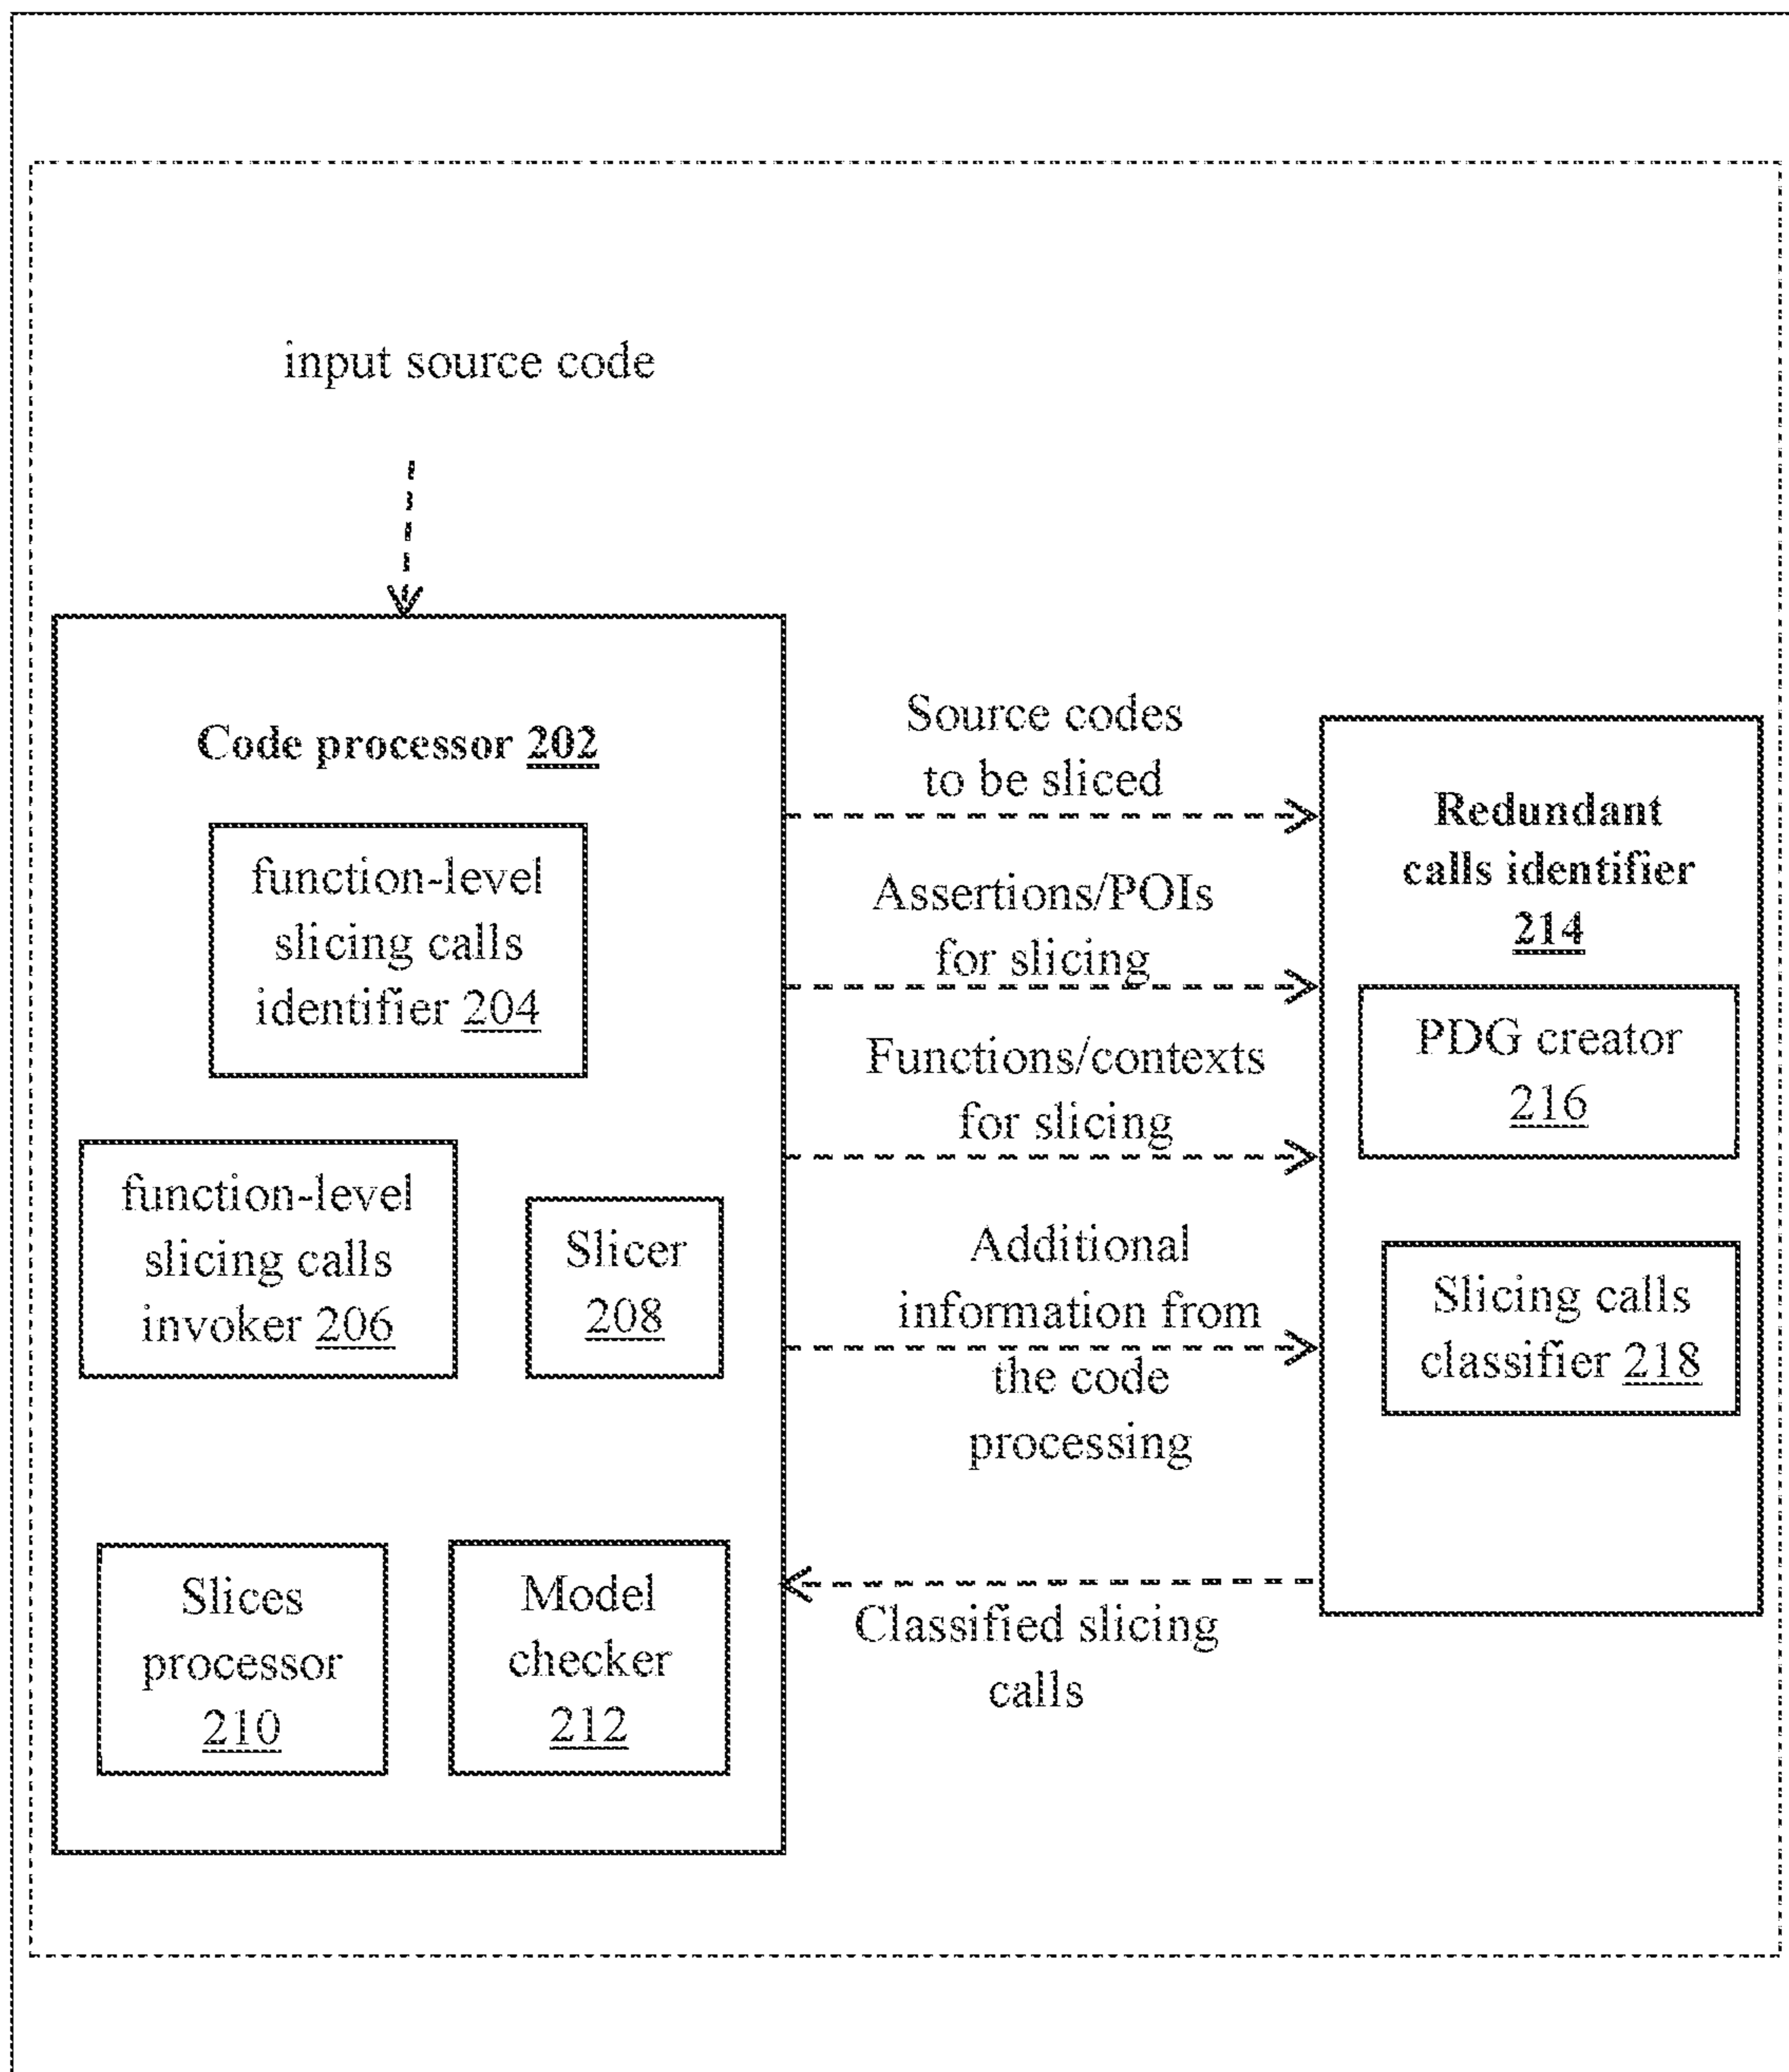 input source code
Code processor 202
function-level
slicing calls
identifier 204
function-level
slicing calls
invoker 206
Slicer
208
Slices
processor
210
Model
checker
212
Source codes
to be sliced
Assertions/POIs
for slicing
Functions/contexts
for slicing
Additional
information from
the code
processing
Classified slicing
calls
Redundant
calls identifier
214
PDG creator
216
Slicing calls
classifier 218